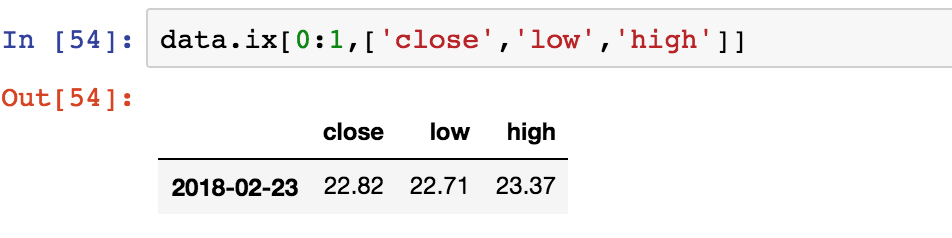 In [54]: data.ix[0:1,['close','low','high']]
Out[54]:
close low high
2018-02-23 22.82 22.71 23.37